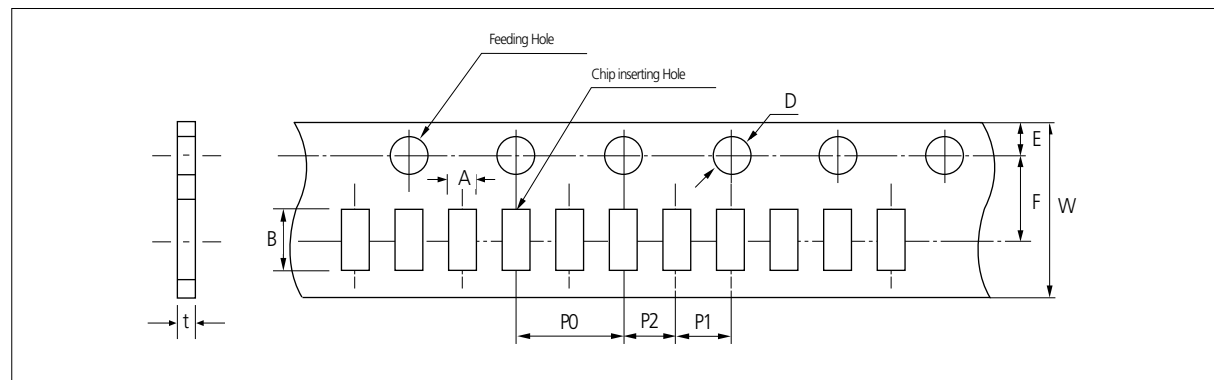 Feeding Hole
Chip inserting Hole
D
E
A
F
W
B
t
P0
P2
P1